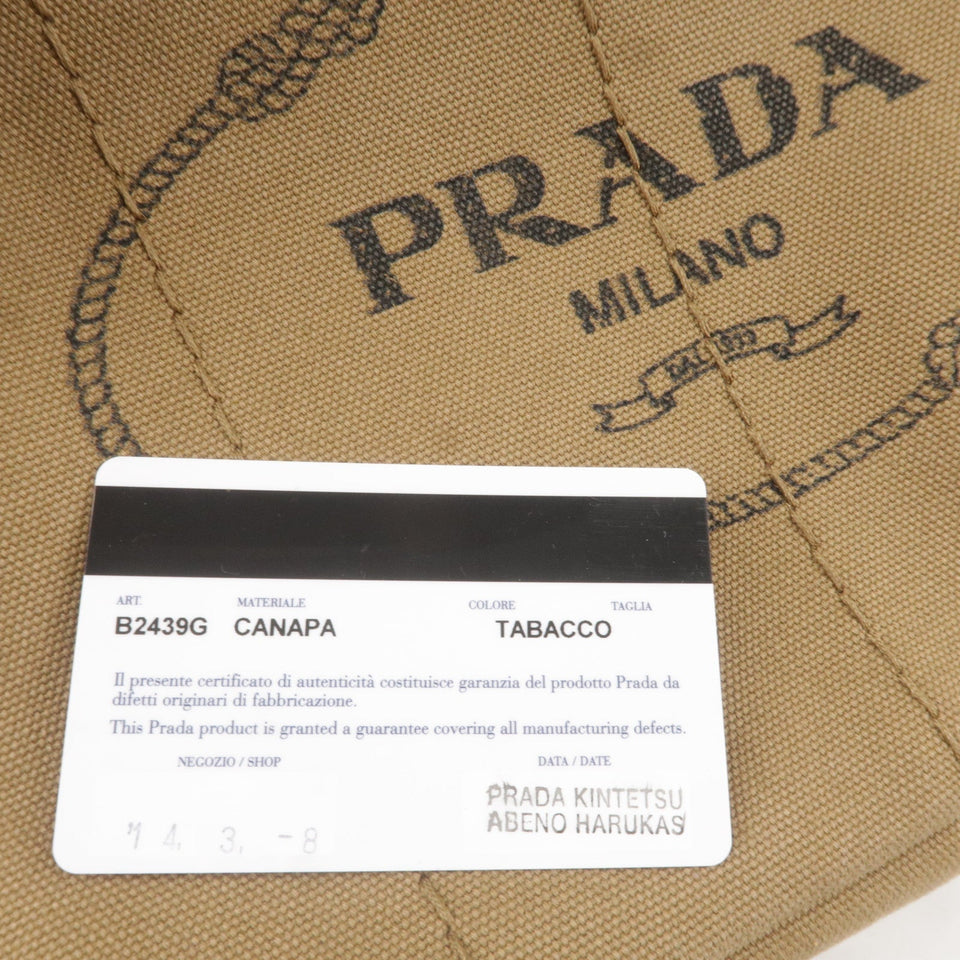 PRADA
MILANO
ART. MATERIALE COLORE TAGLIA
B2439G CANAPA TABACCO
Il presente certificato di autenticità costituisce garanzia del prodotto Prada da
difetti originari di fabbricazione.
This Prada product is granted a guarantee covering all manufacturing defects.
NEGOZIO / SHOP DATA / DATE
'14. 3. -8
PRADA KINTETSU
ABENO HARUKAS